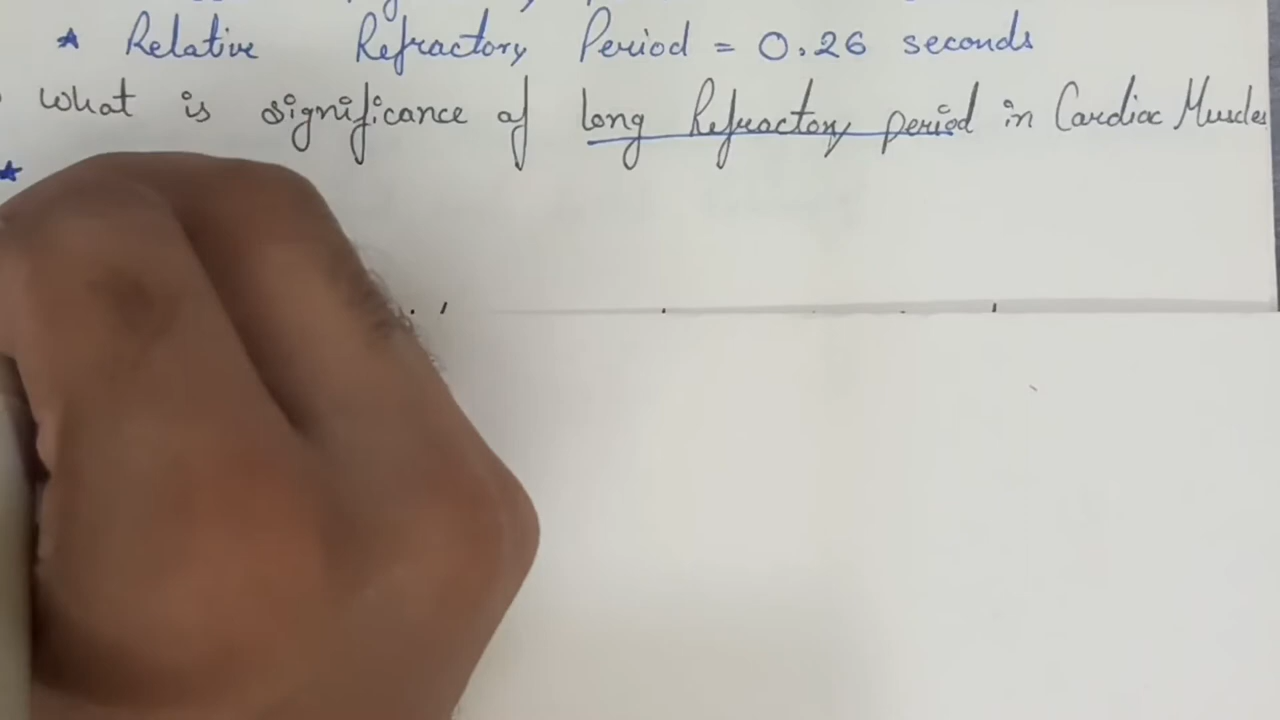 ★ Relative Refractory Period = 0.26 seconds
What is significance of long Refractory period in Cardiac Muscles
★